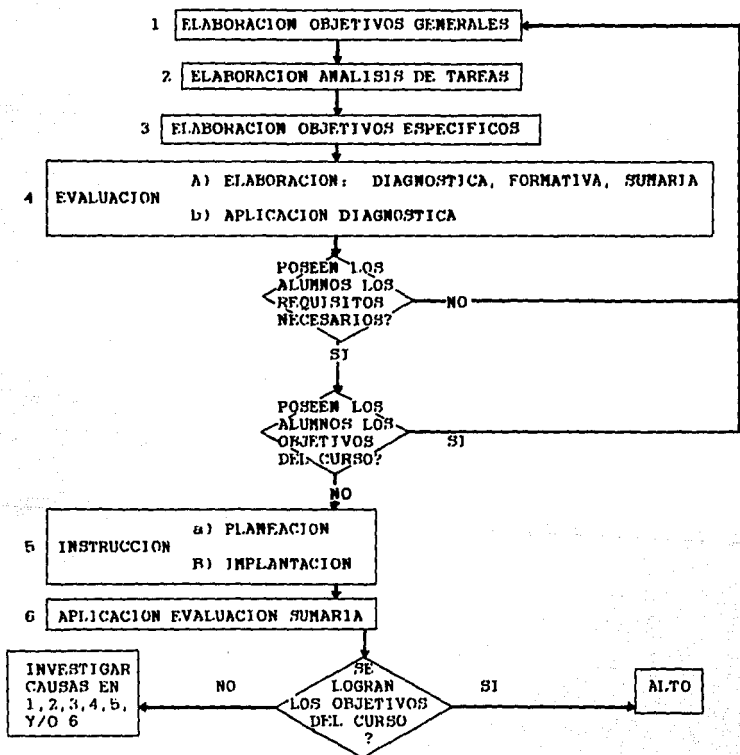 1 ELABORACION OBJETIVOS GENERALES
2 ELABORACION ANALISIS DE TAREAS
3 ELABORACION OBJETIVOS ESPECIFICOS
4 EVALUACION
A) ELABORACION: DIAGNOSTICA, FORMATIVA, SUMARIA
b) APLICACION DIAGNOSTICA
POSEEN LOS
ALUMNOS LOS
REQUISITOS
NECESARIOS?
NO
SI
POSEEN LOS
ALUMNOS LOS
OBJETIVOS
DEL CURSO?
SI
NO
5 INSTRUCCION
a) PLANEACION
B) IMPLANTACION
6 APLICACION EVALUACION SUMARIA
INVESTIGAR
CAUSAS EN
1,2,3,4,5,
Y/O 6
NO
SE
LOGRAN
LOS OBJETIVOS
DEL CURSO
?
SI
ALTO